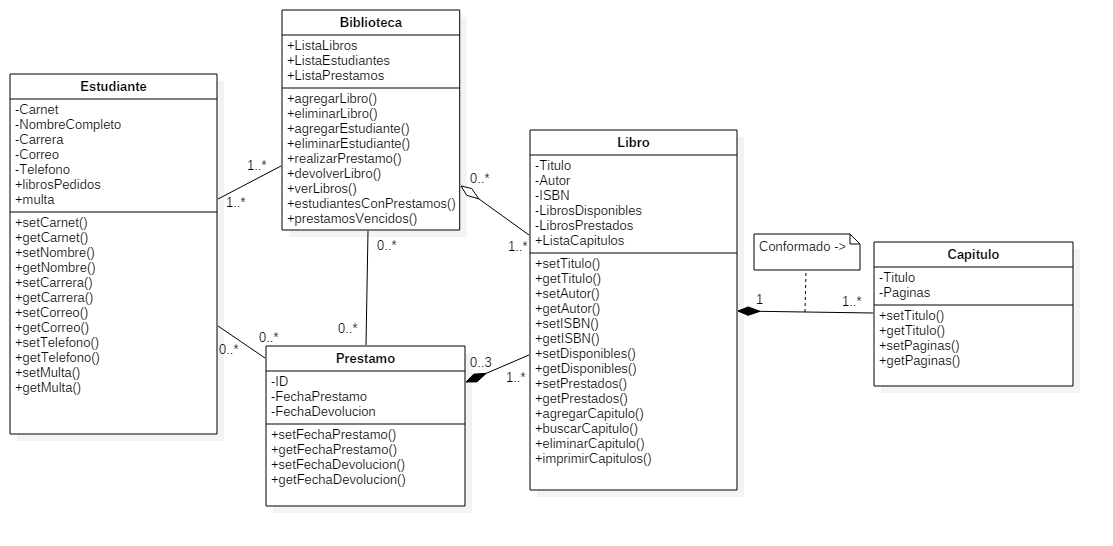 Biblioteca
+ListaLibros
+ListaEstudiantes
+ListaPrestamos
+agregarLibro()
+eliminarLibro()
+agregarEstudiante()
+eliminarEstudiante()
+realizarPrestamo()
+devolverLibro()
+verLibros()
+estudiantesConPrestamos()
+prestamosVencidos()
Estudiante
-Carnet
-NombreCompleto
-Carrera
-Correo
-Telefono
+librosPedidos
+multa
+setCarnet()
+getCarnet()
+setNombre()
+getNombre()
+setCarrera()
+getCarrera()
+setCorreo()
+getCorreo()
+setTelefono()
+getTelefono()
+setMulta()
+getMulta()
1..*
1..*
0..*
1..*
0..*
0..*
0..*
0..*
Prestamo
-ID
-FechaPrestamo
-FechaDevolucion
+setFechaPrestamo()
+getFechaPrestamo()
+setFechaDevolucion()
+getFechaDevolucion()
0..3
1..*
Libro
-Titulo
-Autor
-ISBN
-LibrosDisponibles
-LibrosPrestados
+ListaCapitulos
+setTitulo()
+getTitulo()
+setAutor()
+getAutor()
+setISBN()
+getISBN()
+setDisponibles()
+getDisponibles()
+setPrestados()
+getPrestados()
+agregarCapitulo()
+buscarCapitulo()
+eliminarCapitulo()
+imprimirCapitulos()
Conformado ->
1
1..*
Capitulo
-Titulo
-Paginas
+setTitulo()
+getTitulo()
+setPaginas()
+getPaginas()